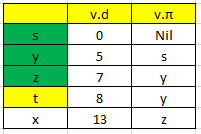 v.d v.π
s 0 Nil
y 5 s
z 7 y
t 8 y
x 13 z